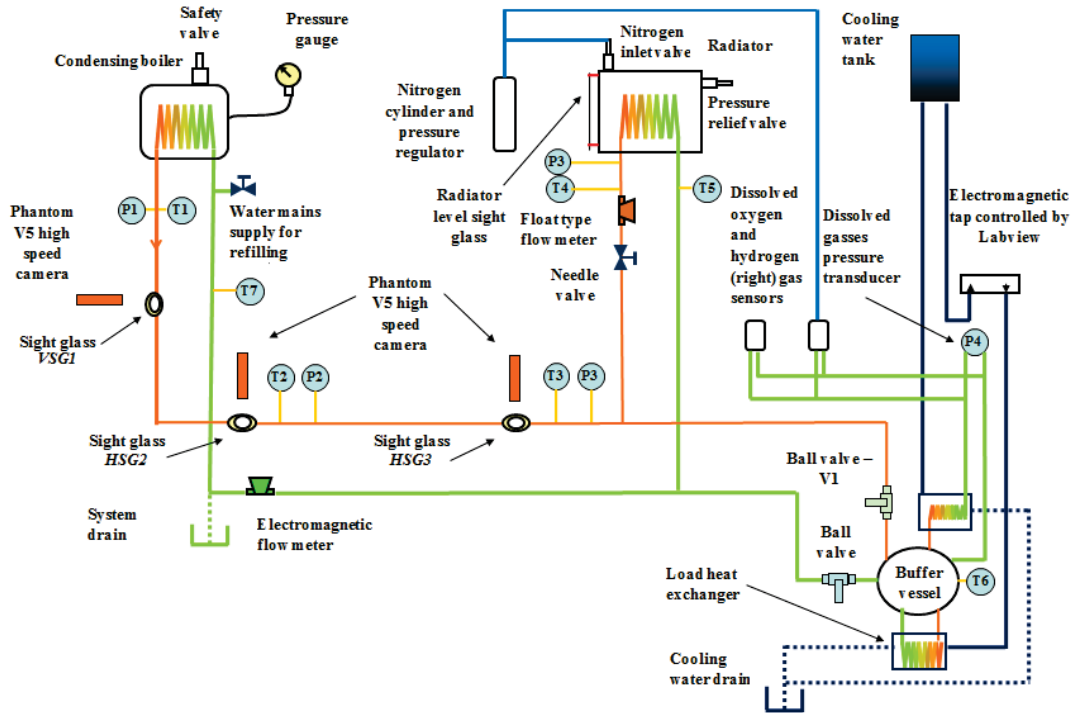 Safety
valve
Pressure
gauge
Condensing boiler
Nitrogen
inlet valve
Radiator
Cooling
water
tank
Nitrogen
cylinder and
pressure
regulator
Pressure
relief valve
P3
T4
T5
Radiator
level sight
glass
Float type
flow meter
Needle
valve
Dissolved
oxygen
and
hydrogen
(right) gas
sensors
Dissolved
gasses
pressure
transducer
Electromagnetic
tap controlled by
Labview
P4
P1
T1
Water mains
supply for
refilling
Phantom
V5 high
speed
camera
T7
Phantom
V5 high
speed
camera
Sight glass
VSG1
T2
P2
T3
P3
Sight glass
HSG2
Sight glass
HSG3
Ball valve –
V1
System
drain
Electromagnetic
flow meter
Ball
valve
Buffer
vessel
T6
Load heat
exchanger
Cooling
water drain